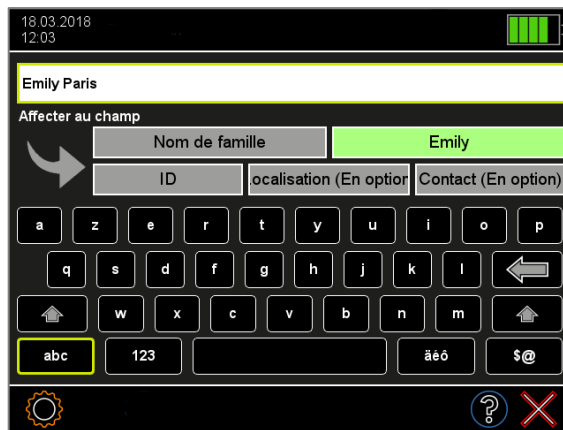 18.03.2018
12:03
Emily Paris
Affecter au champ
Nom de famille Emily
ID ocalisation (En option Contact (En option)
a z e r t y u i o p
q s d f g h j k l
w x c v b n m
abc 123 äéô $@
?